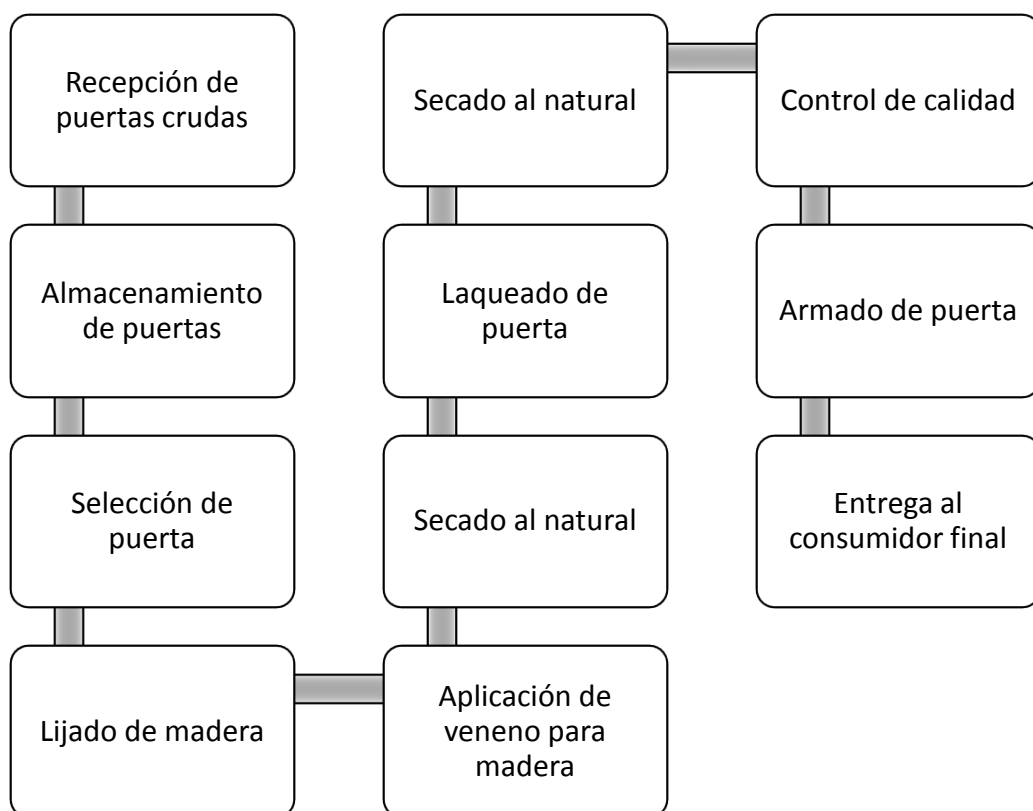 Recepción de
puertas crudas
Almacenamiento
de puertas
Selección de
puerta
Lijado de madera
Aplicación de
veneno para
madera
Secado al natural
Laqueado de
puerta
Secado al natural
Control de calidad
Armado de puerta
Entrega al
consumidor final